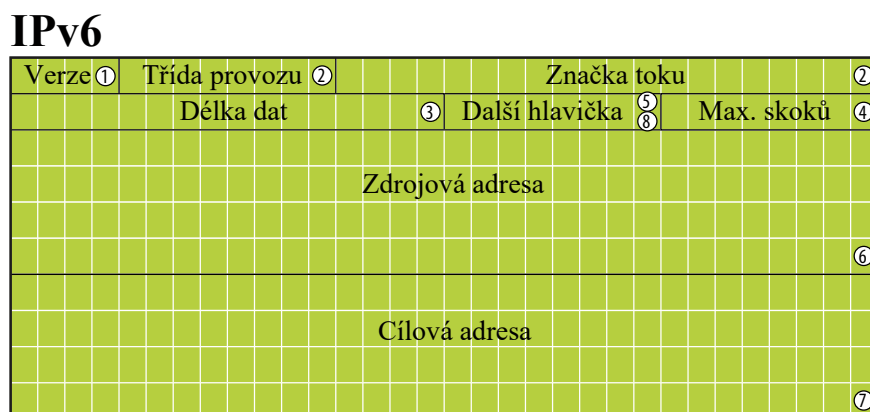 IPv6
Verze ① Třída provozu ② Značka toku ②
Délka dat ③ Další hlavička ⑤ ⑧ Max. skoků ④
Zdrojová adresa
⑥
Cílová adresa
⑦